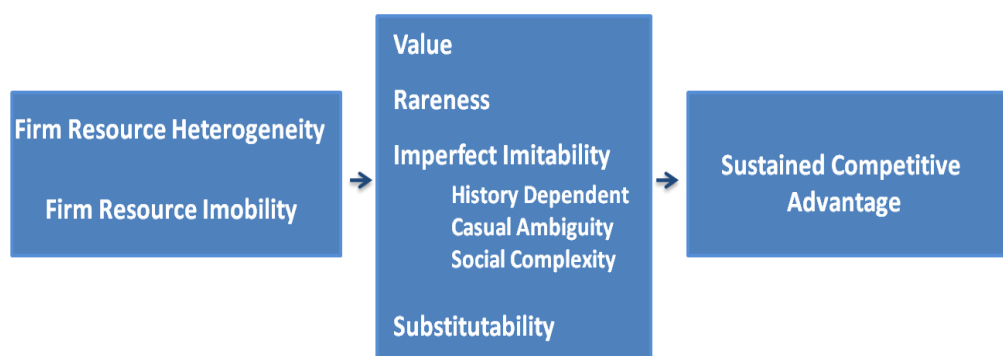 Firm Resource Heterogeneity
Firm Resource Imobility
Value
Rareness
Imperfect Imitability
History Dependent
Casual Ambiguity
Social Complexity
Substitutability
Sustained Competitive
Advantage